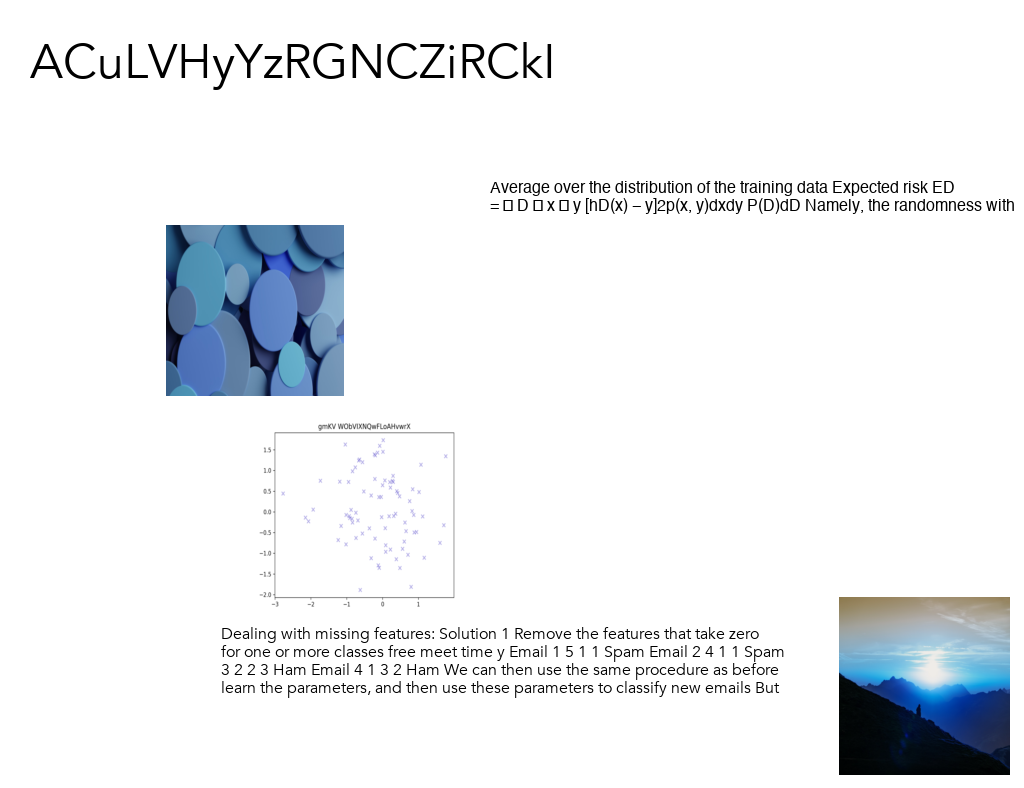 ACuLVHyYzRGNCZiRCkI
Average over the distribution of the training data Expected risk ED
= □ D □ x □ y [hD(x) – y]2p(x, y)dxdy P(D)dD Namely, the randomness with
gmKV WObVIXNQwFLoAHvwrX
1.5
1.0
0.5
0.0
−0.5
−1.0
−1.5
−2.0
−3 −2 −1 0 1
Dealing with missing features: Solution 1 Remove the features that take zero
for one or more classes free meet time y Email 1 5 1 1 Spam Email 2 4 1 1 Spam
3 2 2 3 Ham Email 4 1 3 2 Ham We can then use the same procedure as before
learn the parameters, and then use these parameters to classify new emails But